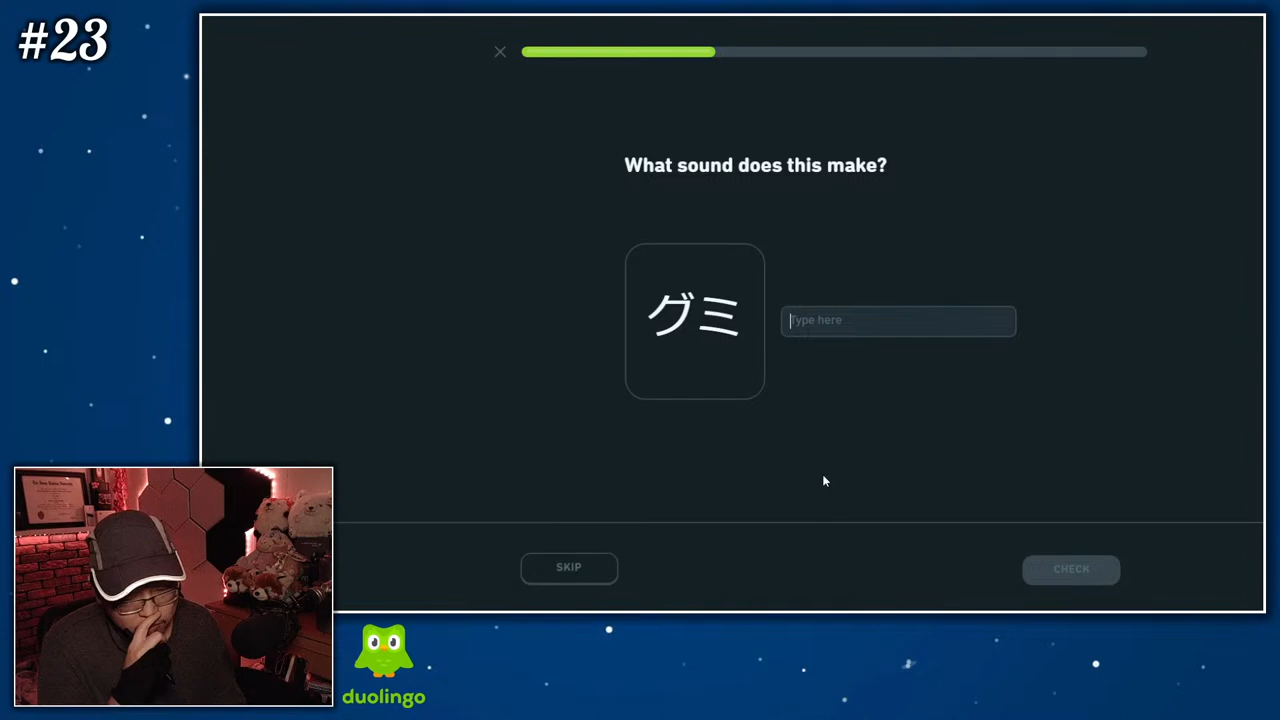 #23
What sound does this make?
グミ
Type here
SKIP
CHECK
duolingo